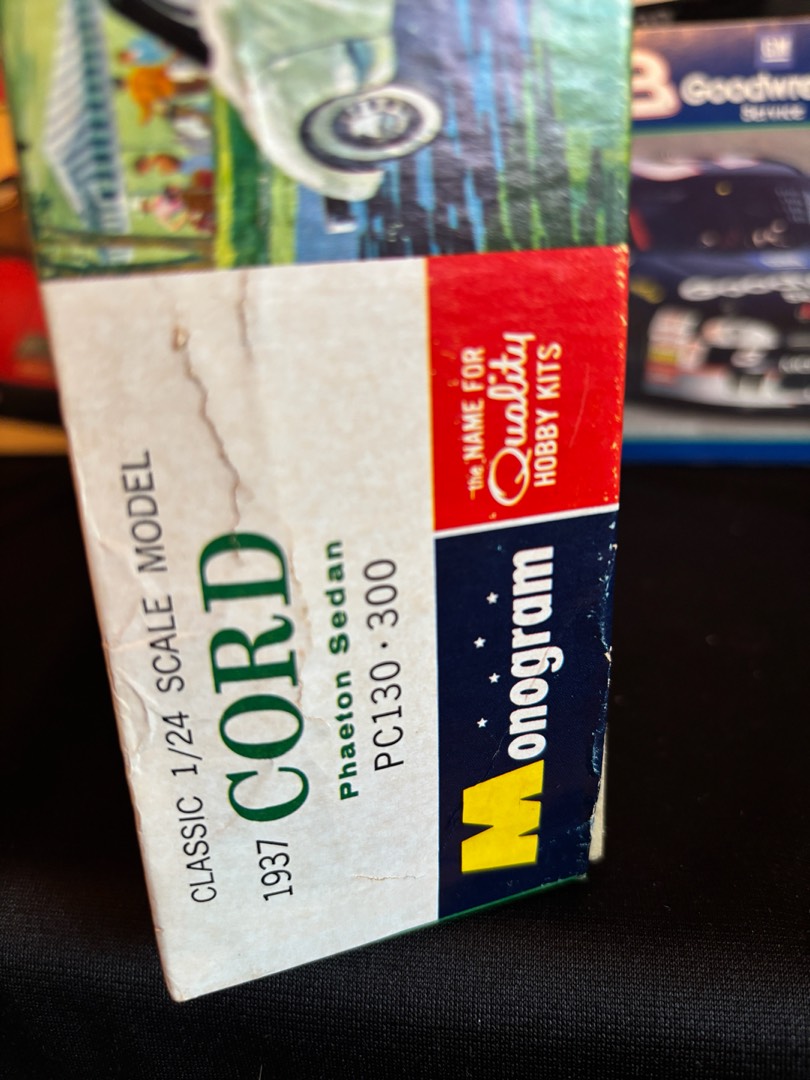 CLASSIC 1/24 SCALE MODEL
1937 CORD
Phaeton Sedan
PC130·300
Monogram
the NAME FOR
Quality
HOBBY KITS
GM
Service